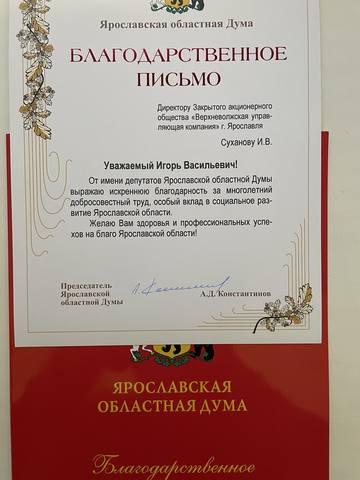 Ярославская областная Дума
БЛАГОДАРСТВЕННОЕ
ПИСЬМО
Директору Закрытого акционерного
общества «Верхневолжская управ-
ляющая компания» г. Ярославля
Суханову И.В.
Уважаемый Игорь Васильевич!
От имени депутатов Ярославской областной Думы
выражаю искреннюю благодарность за многолетний
добросовестный труд, особый вклад в социальное раз-
витие Ярославской области.
Желаю Вам здоровья и профессиональных успе-
хов на благо Ярославской области!
Председатель
Ярославской
областной Думы
А.Д. Константинов
ЯРОСЛАВСКАЯ
ОБЛАСТНАЯ ДУМА
Благодарственное